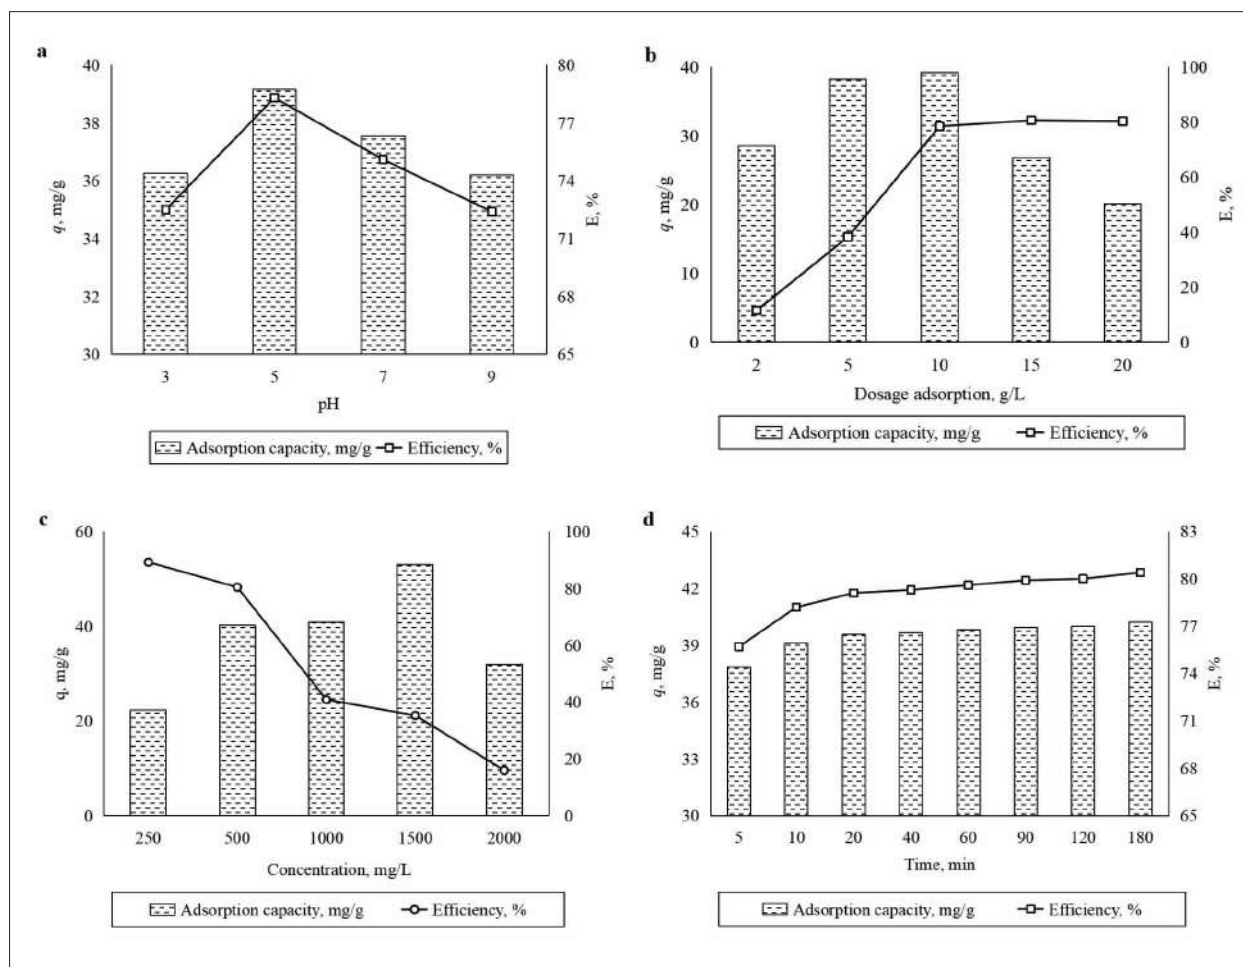 a
40
38
36
34
32
30
q, mg/g
80
77
74
71
68
65
E, %
3 5 7 9
pH
Adsorption capacity, mg/g Efficiency, %
b
40
30
20
10
0
q, mg/g
100
80
60
40
20
0
E, %
2 5 10 15 20
Dosage adsorption, g/L
Adsorption capacity, mg/g Efficiency, %
c
60
40
20
0
q, mg/g
100
80
60
40
20
0
E, %
250 500 1000 1500 2000
Concentration, mg/L
Adsorption capacity, mg/g Efficiency, %
d
45
42
39
36
33
30
q, mg/g
83
80
77
74
71
68
65
E, %
5 10 20 40 60 90 120 180
Time, min
Adsorption capacity, mg/g Efficiency, %